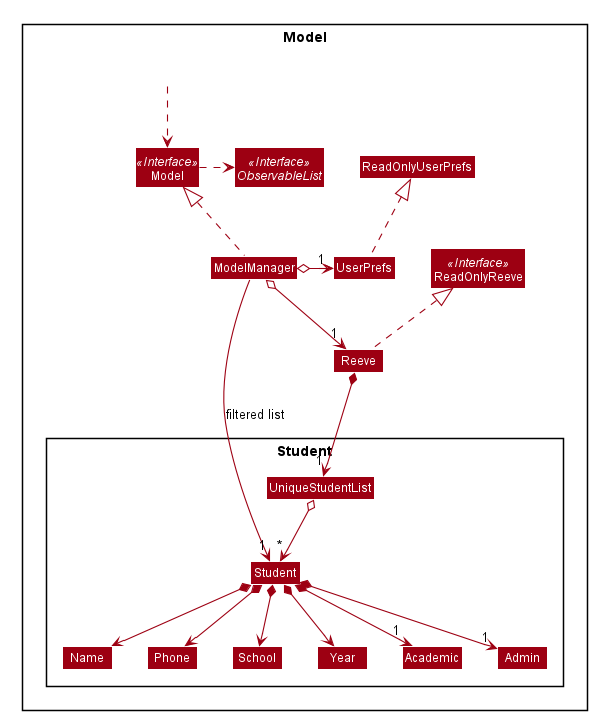 Model
«Interface»
Model
«Interface»
ObservableList
ReadOnlyUserPrefs
ModelManager
1
UserPrefs
«Interface»
ReadOnlyReeve
1
Reeve
filtered list
Student
1
UniqueStudentList
1
*
Student
1
1
Name
Phone
School
Year
Academic
Admin